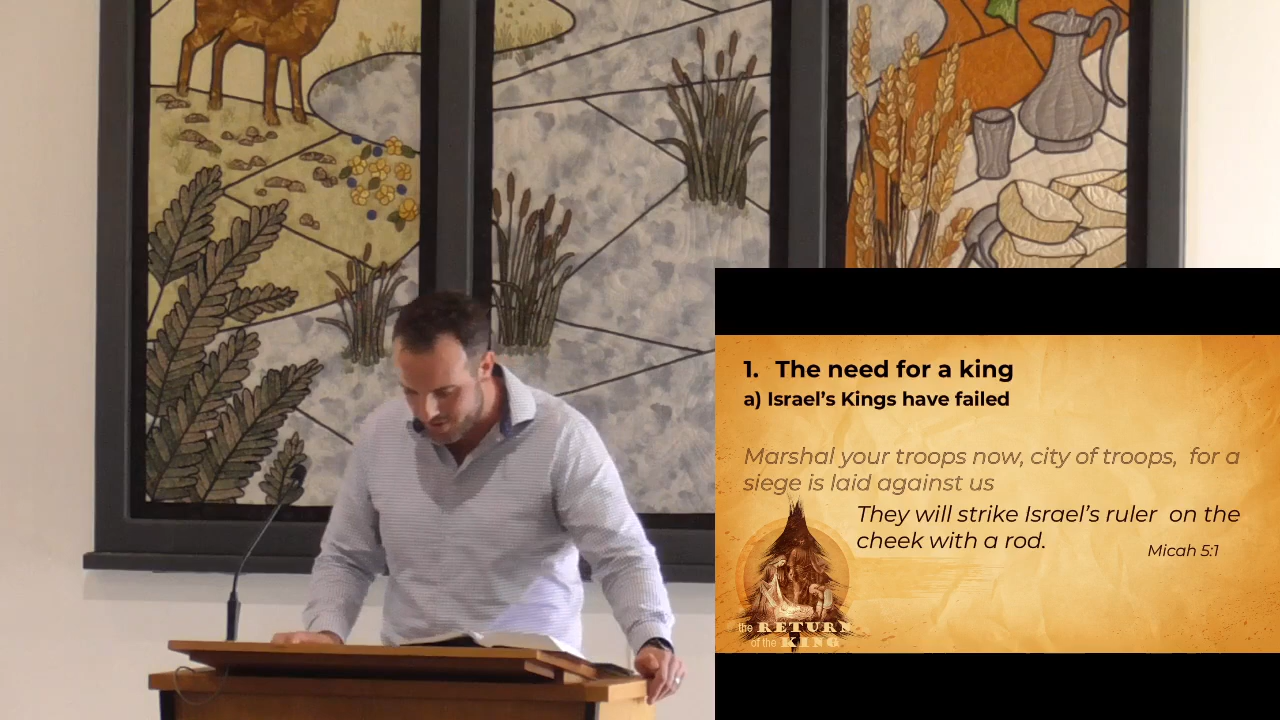 1. The need for a king
a) Israel's Kings have failed
Marshal your troops now, city of troops, for a
siege is laid against us
They will strike Israel's ruler on the
cheek with a rod.
Micah 5:1
the RETURN
of the KING